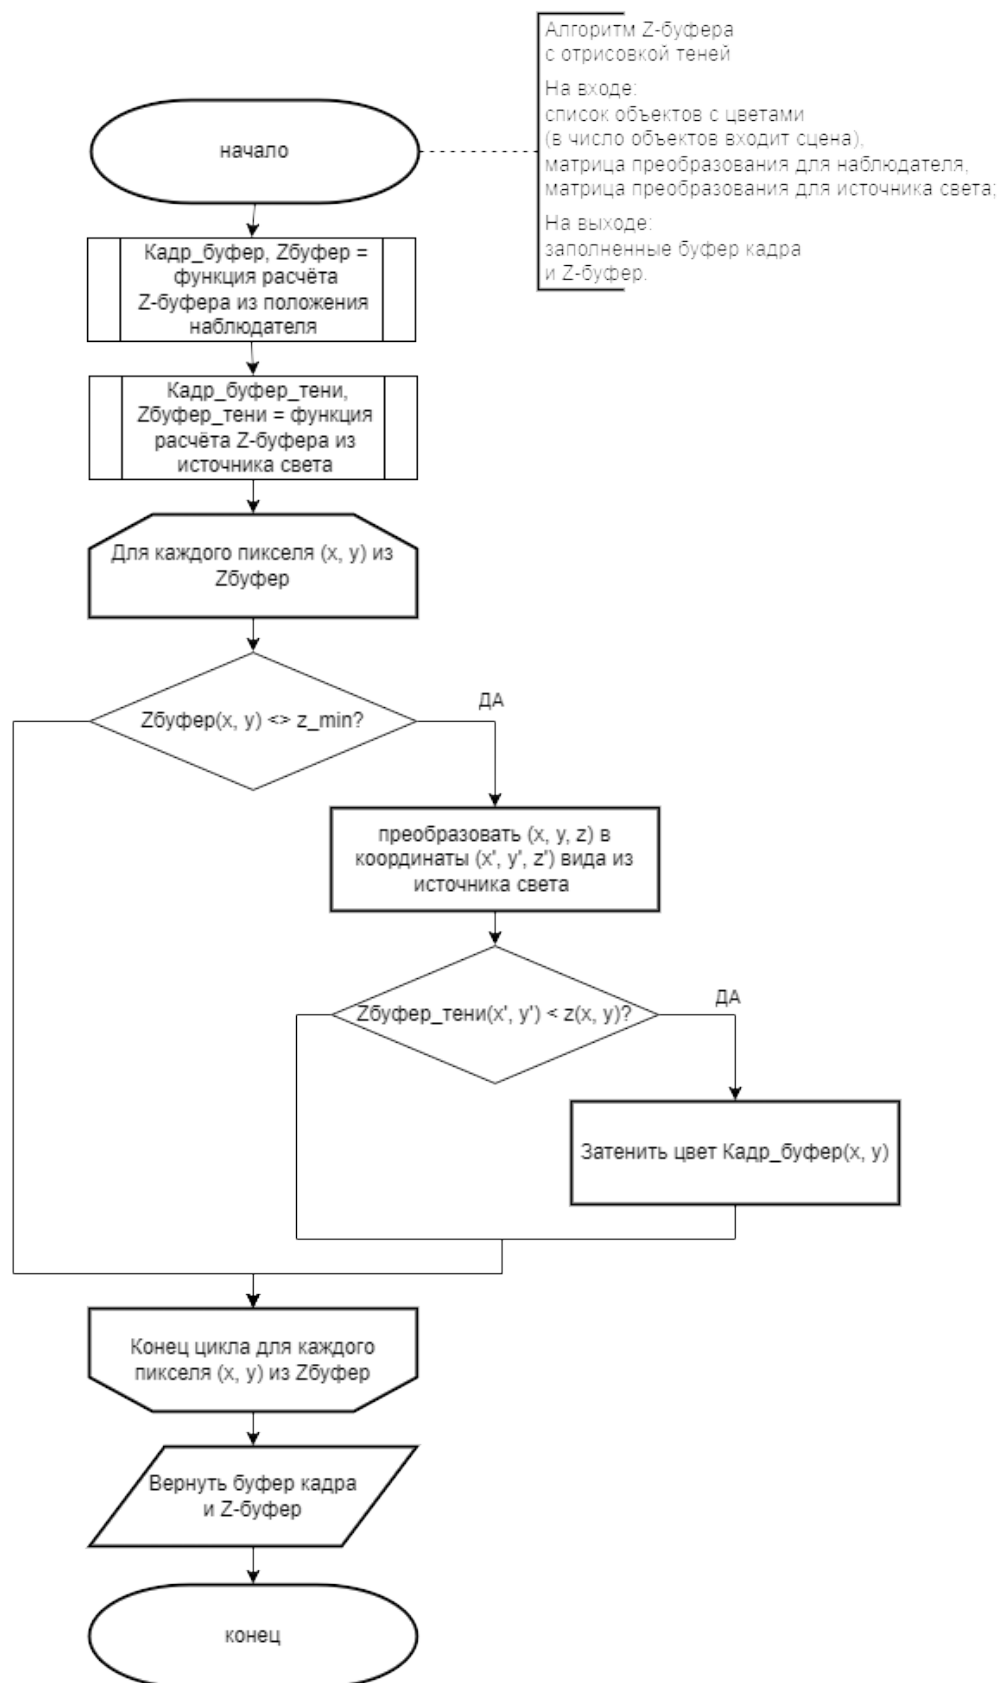 Алгоритм Z-буфера
с отрисовкой теней
На входе:
список объектов с цветами
(в число объектов входит сцена),
матрица преобразования для наблюдателя,
матрица преобразования для источника света;
На выходе:
заполненные буфер кадра
и Z-буфер.
начало
Кадр_буфер, Zбуфер =
функция расчёта
Z-буфера из положения
наблюдателя
Кадр_буфер_тени,
Zбуфер_тени = функция
расчёта Z-буфера из
источника света
Для каждого пикселя (x, y) из
Zбуфер
Zбуфер(x, y) <> z_min?
ДА
преобразовать (x, y, z) в
координаты (x', y', z') вида из
источника света
Zбуфер_тени(x', y') < z(x, y)?
ДА
Затенить цвет Кадр_буфер(x, y)
Конец цикла для каждого
пикселя (x, y) из Zбуфер
Вернуть буфер кадра
и Z-буфер
конец